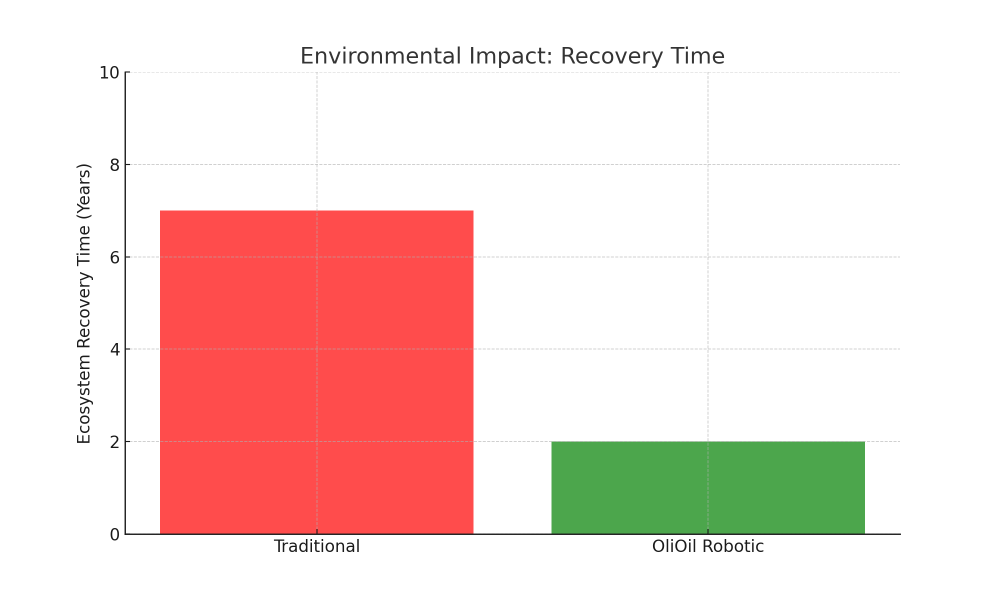 Environmental Impact: Recovery Time
Ecosystem Recovery Time (Years)
10
8
6
4
2
0
Traditional
OliOil Robotic